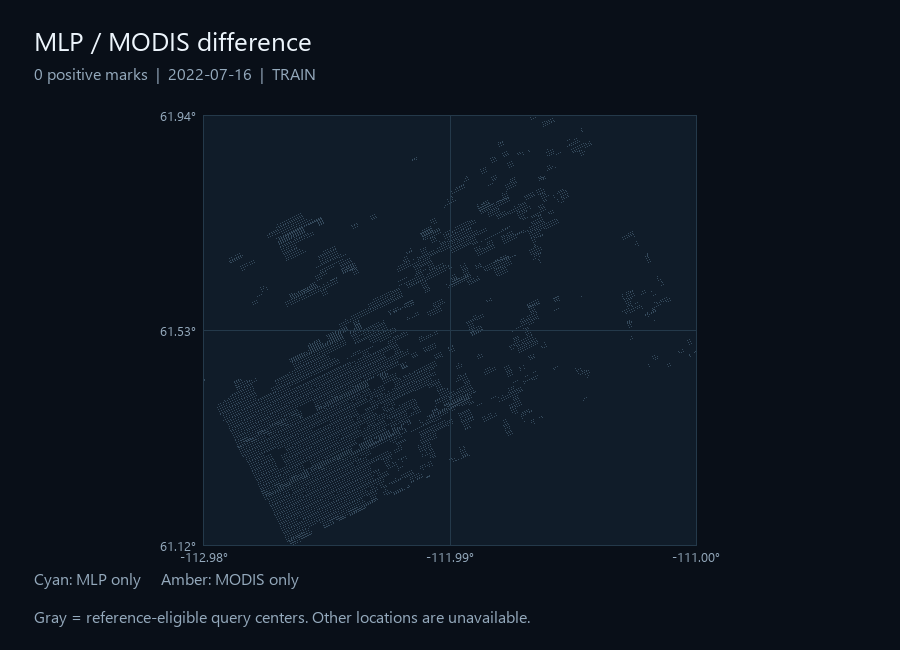 MLP / MODIS difference
0 positive marks | 2022-07-16 | TRAIN
61.94°
61.53°
61.12°
-112.98° -111.99° -111.00°
Cyan: MLP only Amber: MODIS only
Gray = reference-eligible query centers. Other locations are unavailable.